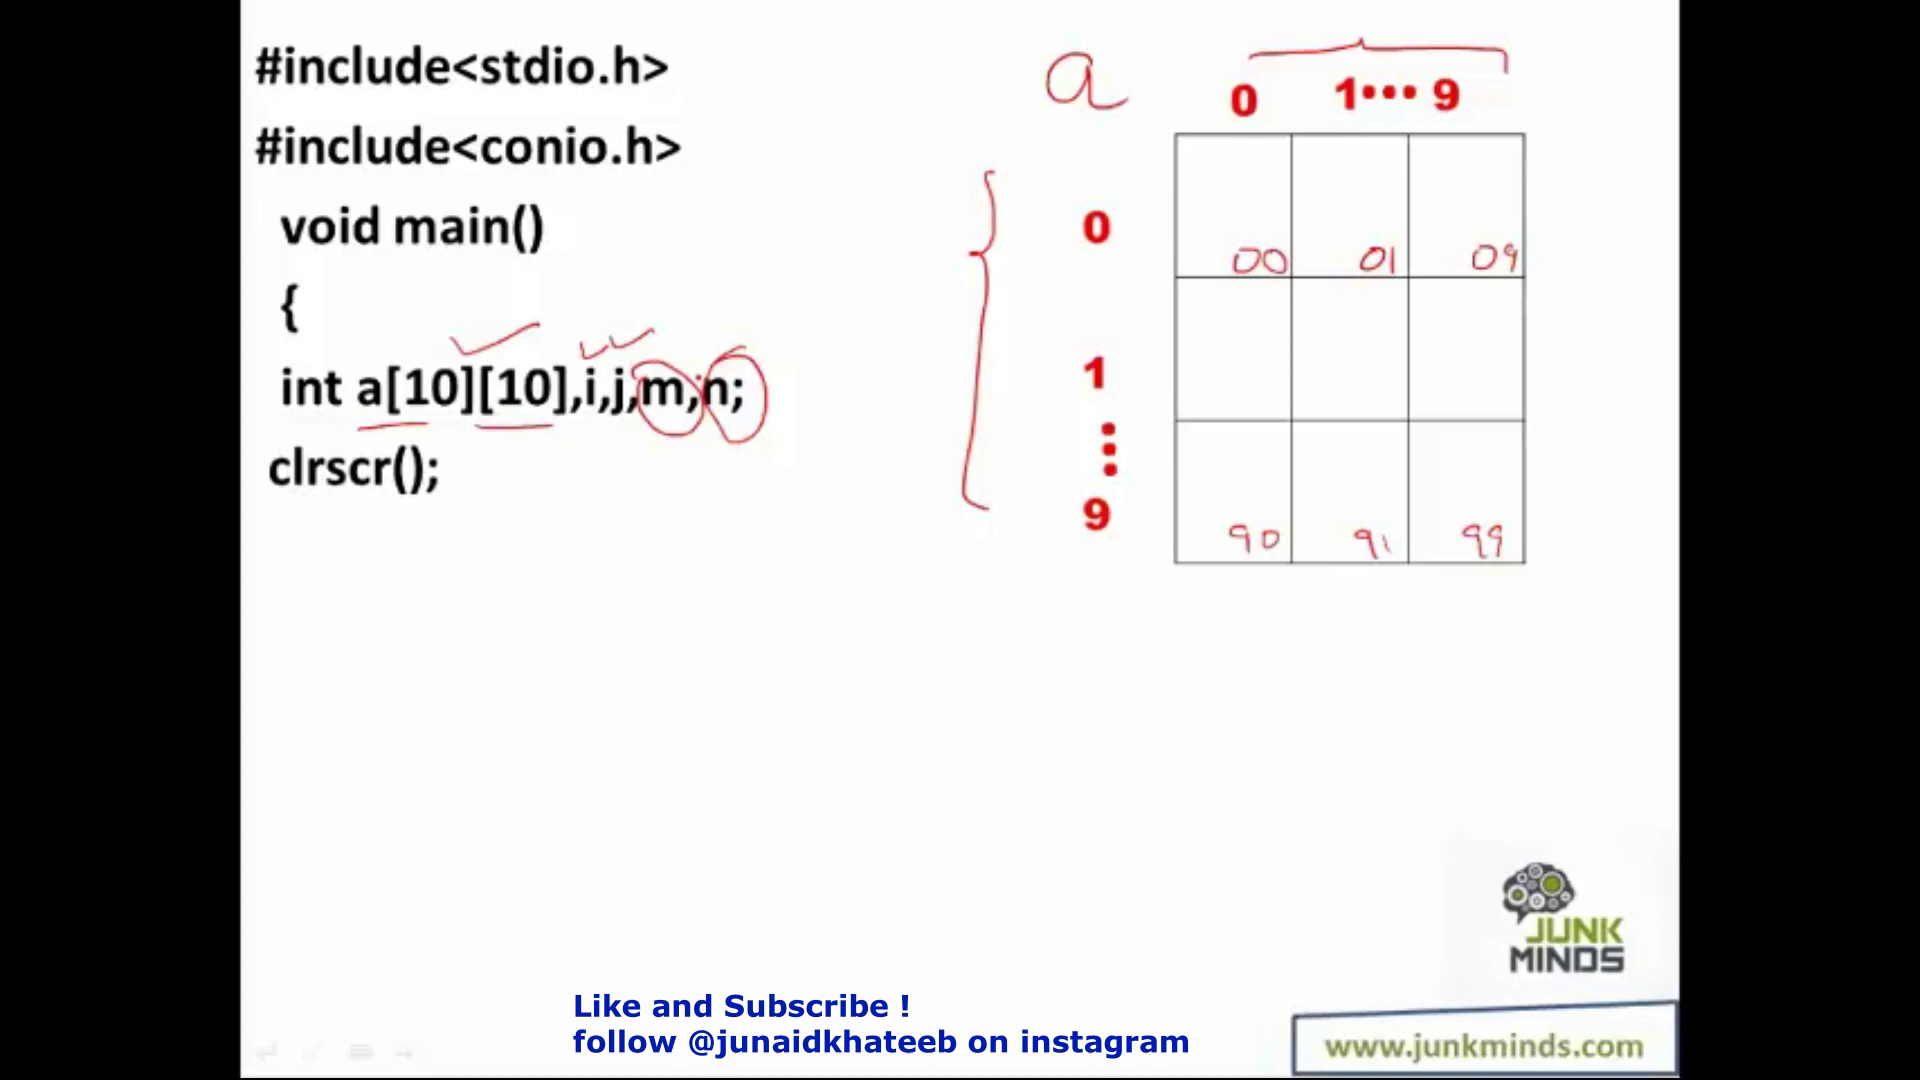 #include<stdio.h>
#include<conio.h>
void main()
{
int a[10][10],i,j,m,n;
clrscr();
a
0 1••• 9
0
00 01 09
1
9
90 91 99
JUNK
MINDS
Like and Subscribe !
follow @junaidkhateeb on instagram
www.junkminds.com